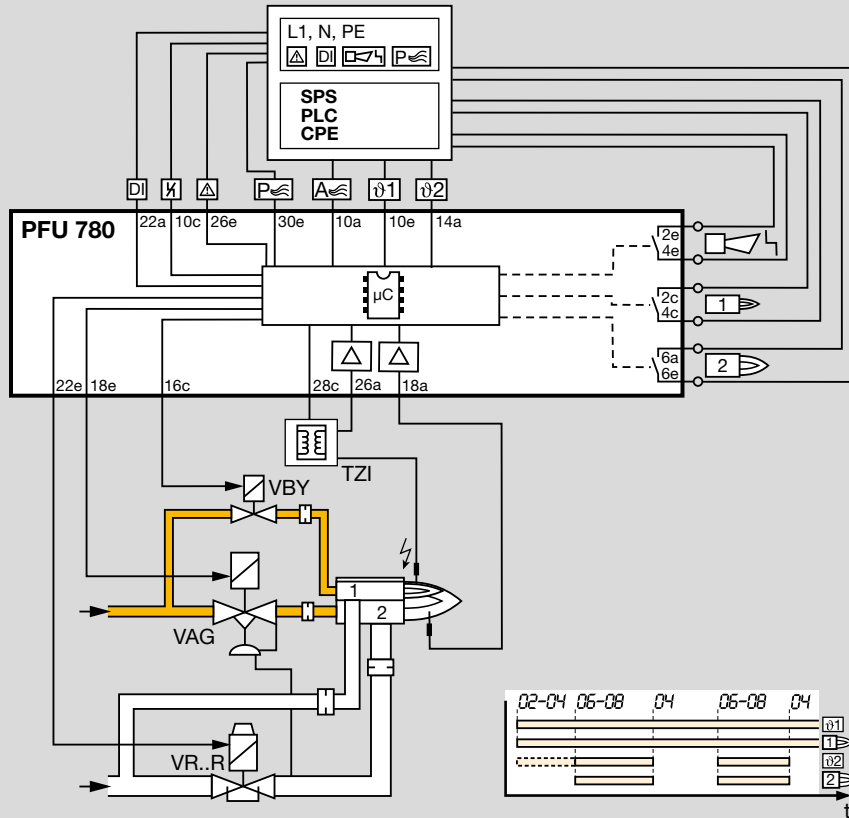 L1, N, PE
DI P
SPS
PLC
CPE
DI P A ϑ1 ϑ2
22a 10c 26e 30e 10a 10e 14a
PFU 780
2e
4e
µC
2c
4c
1
6a
6e
2
22e 18e 16c 28c 26a 18a
TZI
VBY
1
2
VAG
VR..R
02-04 06-08 04 06-08 04
ϑ1
1
ϑ2
2
t